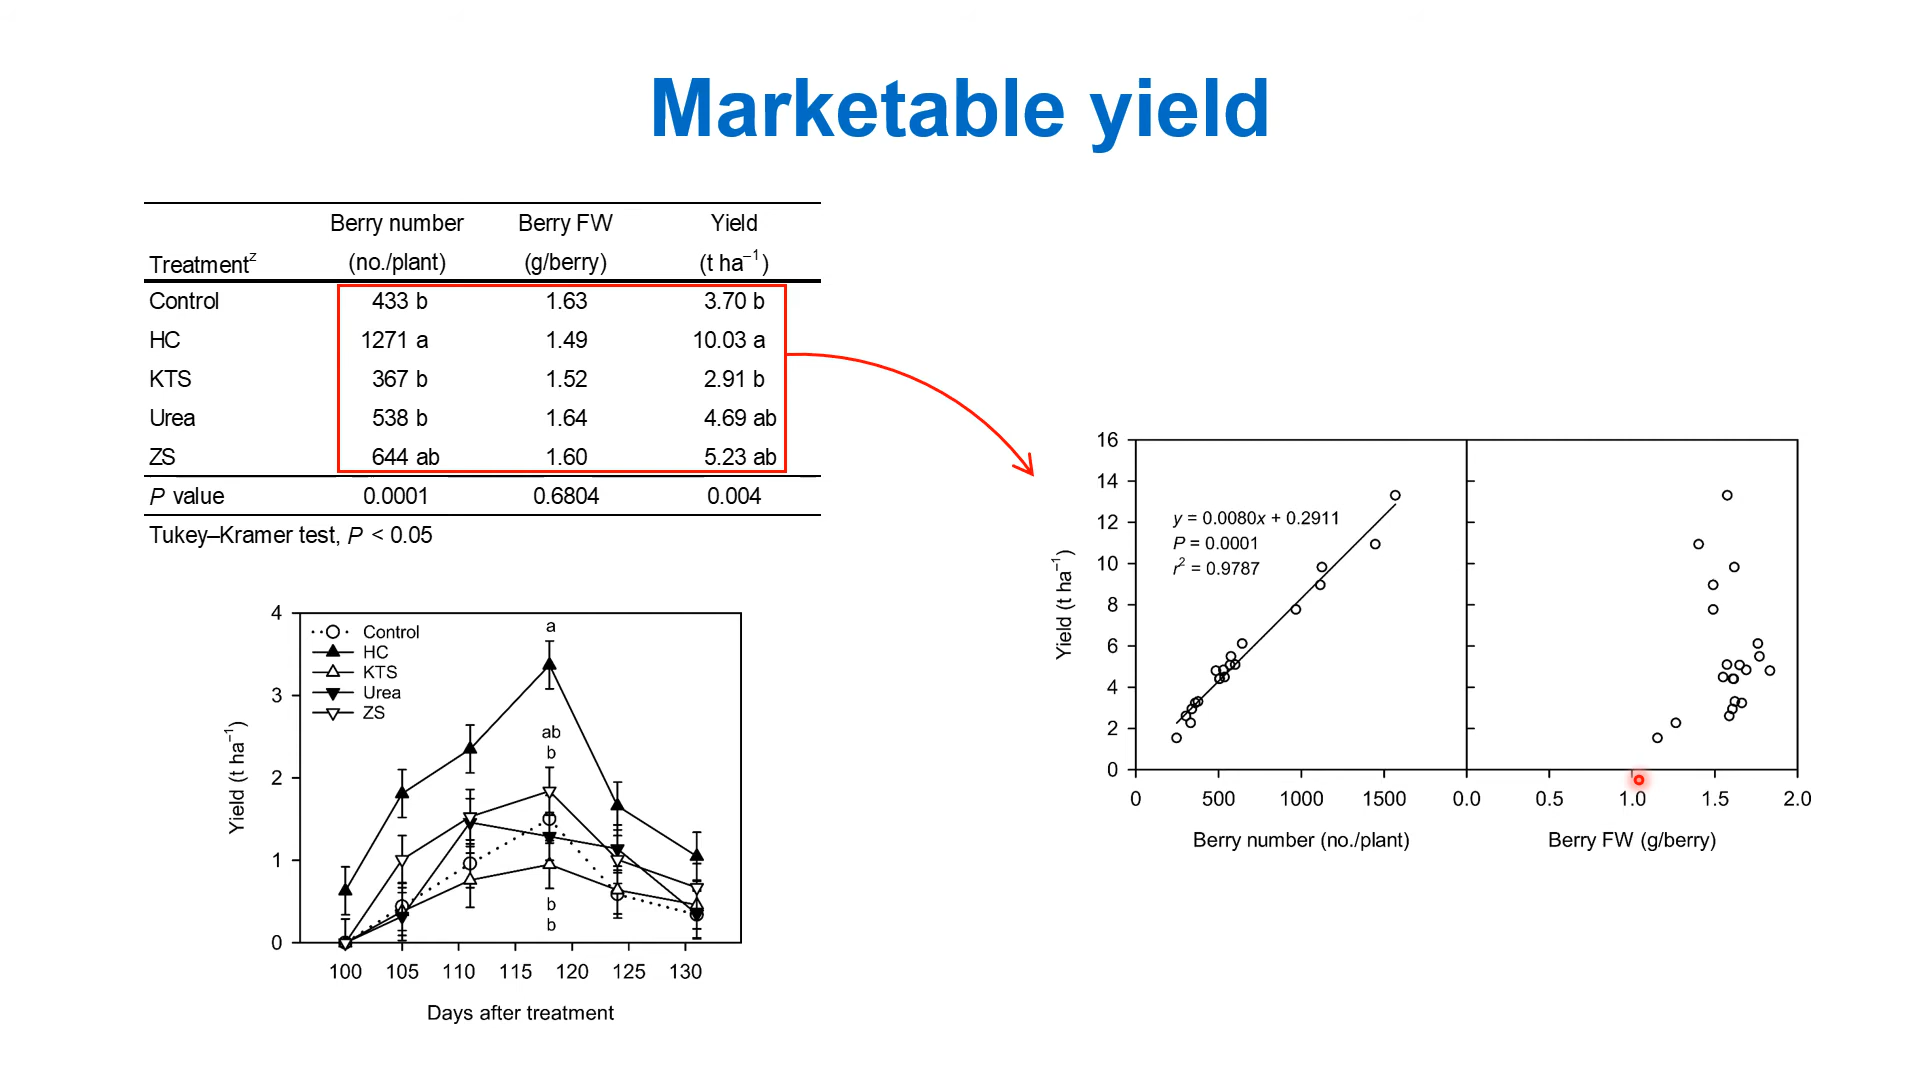 Marketable yield
Berry number Berry FW Yield
Treatmentᶻ (no./plant) (g/berry) (t ha⁻¹)
Control 433 b 1.63 3.70 b
HC 1271 a 1.49 10.03 a
KTS 367 b 1.52 2.91 b
Urea 538 b 1.64 4.69 ab
ZS 644 ab 1.60 5.23 ab
P value 0.0001 0.6804 0.004
Tukey–Kramer test, P < 0.05
4
3
2
1
0
Yield (t ha⁻¹)
Control
HC
KTS
Urea
ZS
a
ab
b
b
b
100 105 110 115 120 125 130
Days after treatment
16
14
12
10
8
6
4
2
0
Yield (t ha⁻¹)
y = 0.0080x + 0.2911
P = 0.0001
r² = 0.9787
0 500 1000 1500 0.0 0.5 1.0 1.5 2.0
Berry number (no./plant) Berry FW (g/berry)